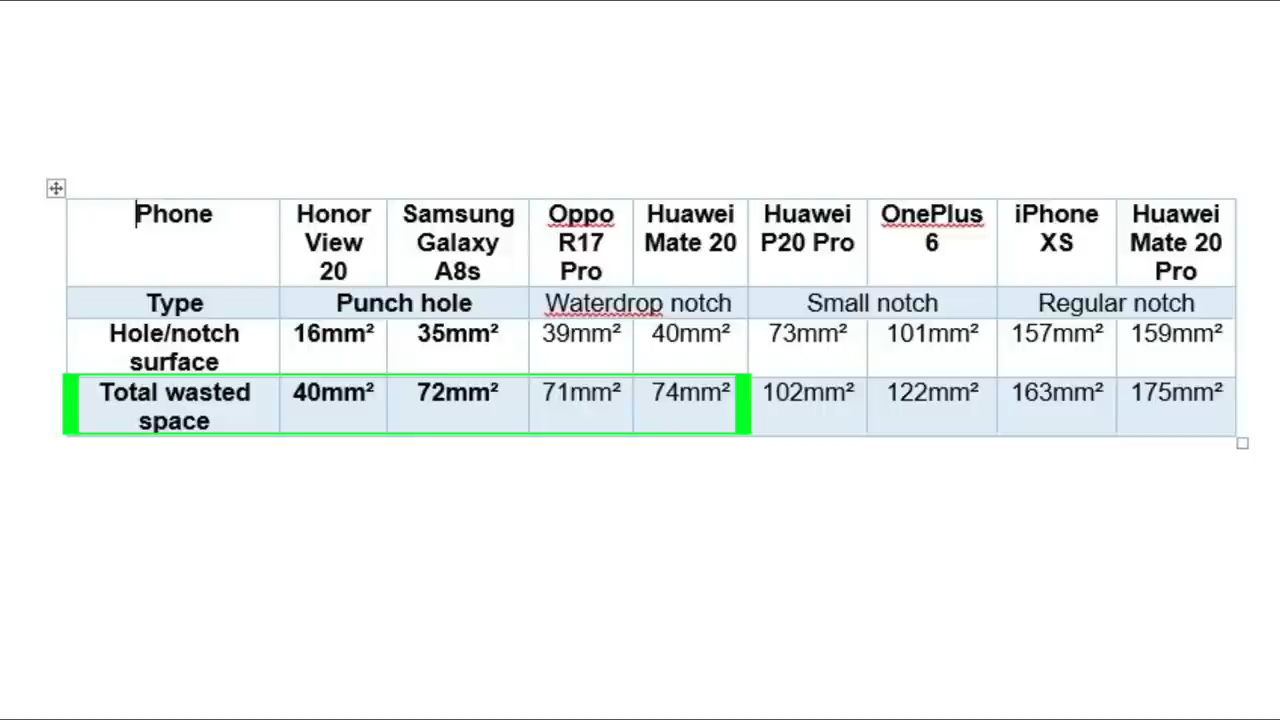 Phone Honor View 20 Samsung Galaxy A8s Oppo R17 Pro Huawei Mate 20 Huawei P20 Pro OnePlus 6 iPhone XS Huawei Mate 20 Pro
Type Punch hole Waterdrop notch Small notch Regular notch
Hole/notch surface 16mm² 35mm² 39mm² 40mm² 73mm² 101mm² 157mm² 159mm²
Total wasted space 40mm² 72mm² 71mm² 74mm² 102mm² 122mm² 163mm² 175mm²